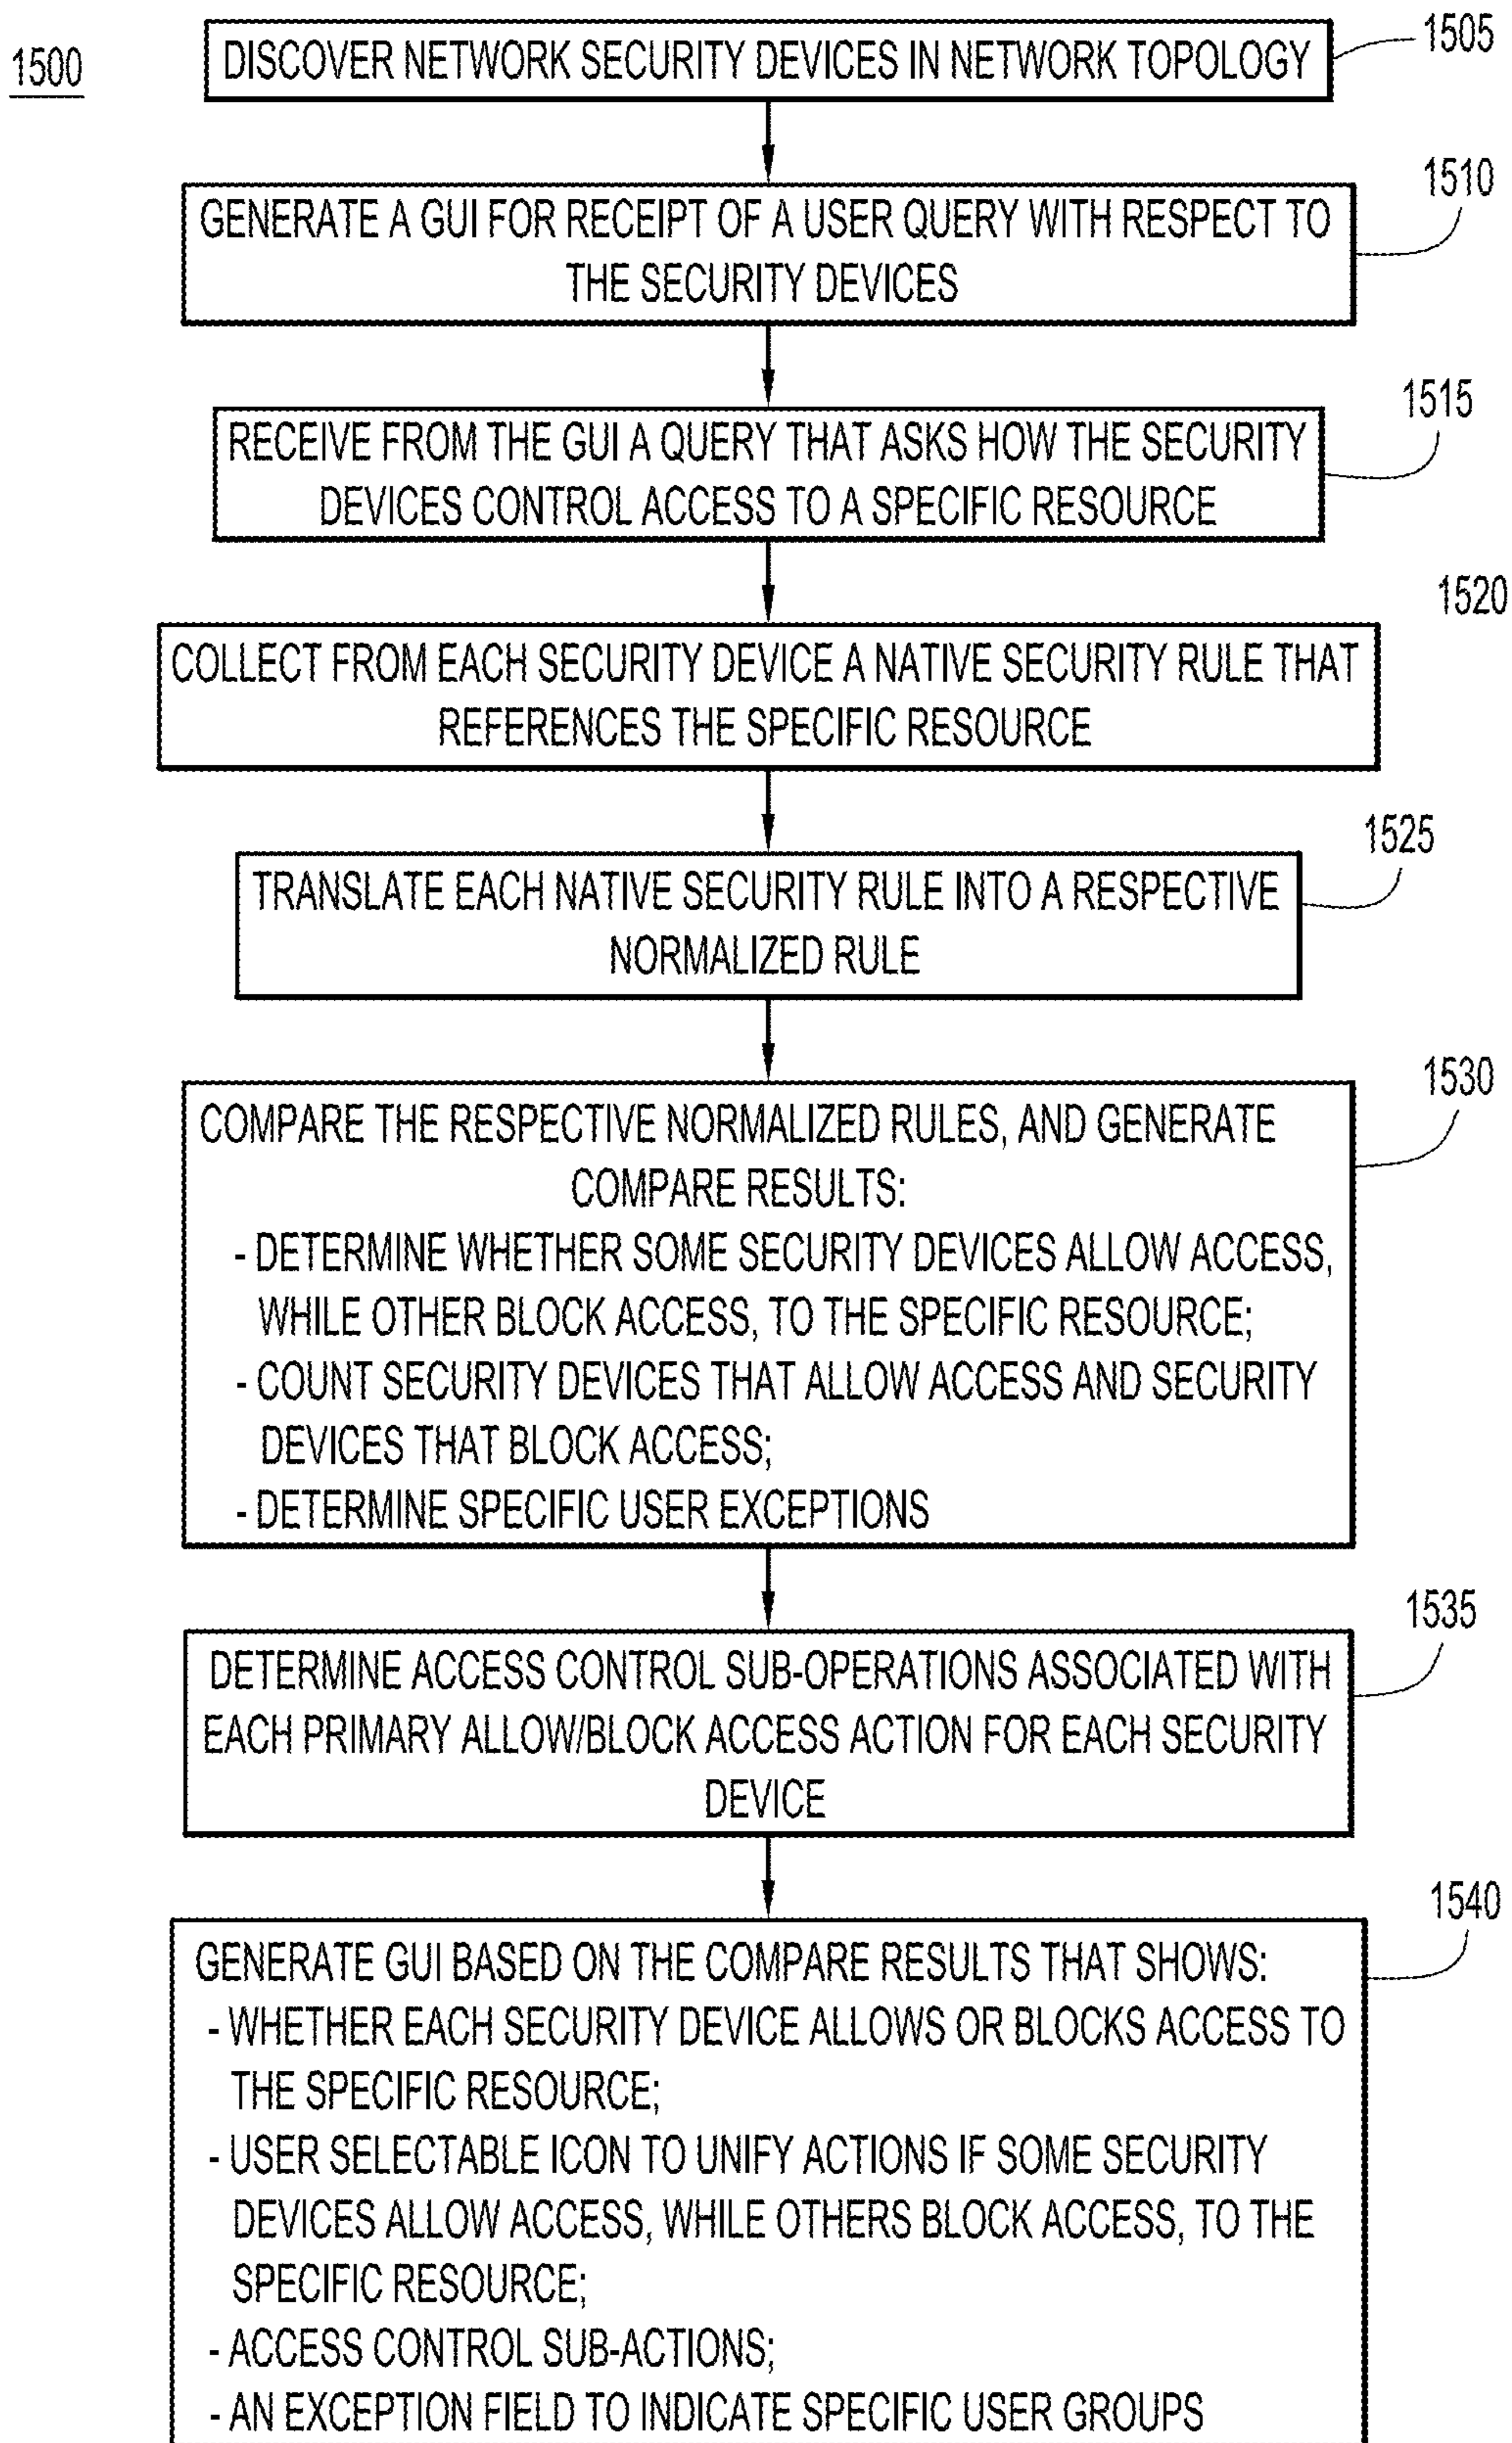 1500
DISCOVER NETWORK SECURITY DEVICES IN NETWORK TOPOLOGY
1505
GENERATE A GUI FOR RECEIPT OF A USER QUERY WITH RESPECT TO
THE SECURITY DEVICES
1510
RECEIVE FROM THE GUI A QUERY THAT ASKS HOW THE SECURITY
DEVICES CONTROL ACCESS TO A SPECIFIC RESOURCE
1515
COLLECT FROM EACH SECURITY DEVICE A NATIVE SECURITY RULE THAT
REFERENCES THE SPECIFIC RESOURCE
1520
TRANSLATE EACH NATIVE SECURITY RULE INTO A RESPECTIVE
NORMALIZED RULE
1525
COMPARE THE RESPECTIVE NORMALIZED RULES, AND GENERATE
COMPARE RESULTS:
- DETERMINE WHETHER SOME SECURITY DEVICES ALLOW ACCESS,
WHILE OTHER BLOCK ACCESS, TO THE SPECIFIC RESOURCE;
- COUNT SECURITY DEVICES THAT ALLOW ACCESS AND SECURITY
DEVICES THAT BLOCK ACCESS;
- DETERMINE SPECIFIC USER EXCEPTIONS
1530
DETERMINE ACCESS CONTROL SUB-OPERATIONS ASSOCIATED WITH
EACH PRIMARY ALLOW/BLOCK ACCESS ACTION FOR EACH SECURITY
DEVICE
1535
GENERATE GUI BASED ON THE COMPARE RESULTS THAT SHOWS:
- WHETHER EACH SECURITY DEVICE ALLOWS OR BLOCKS ACCESS TO
THE SPECIFIC RESOURCE;
- USER SELECTABLE ICON TO UNIFY ACTIONS IF SOME SECURITY
DEVICES ALLOW ACCESS, WHILE OTHERS BLOCK ACCESS, TO THE
SPECIFIC RESOURCE;
- ACCESS CONTROL SUB-ACTIONS;
- AN EXCEPTION FIELD TO INDICATE SPECIFIC USER GROUPS
1540